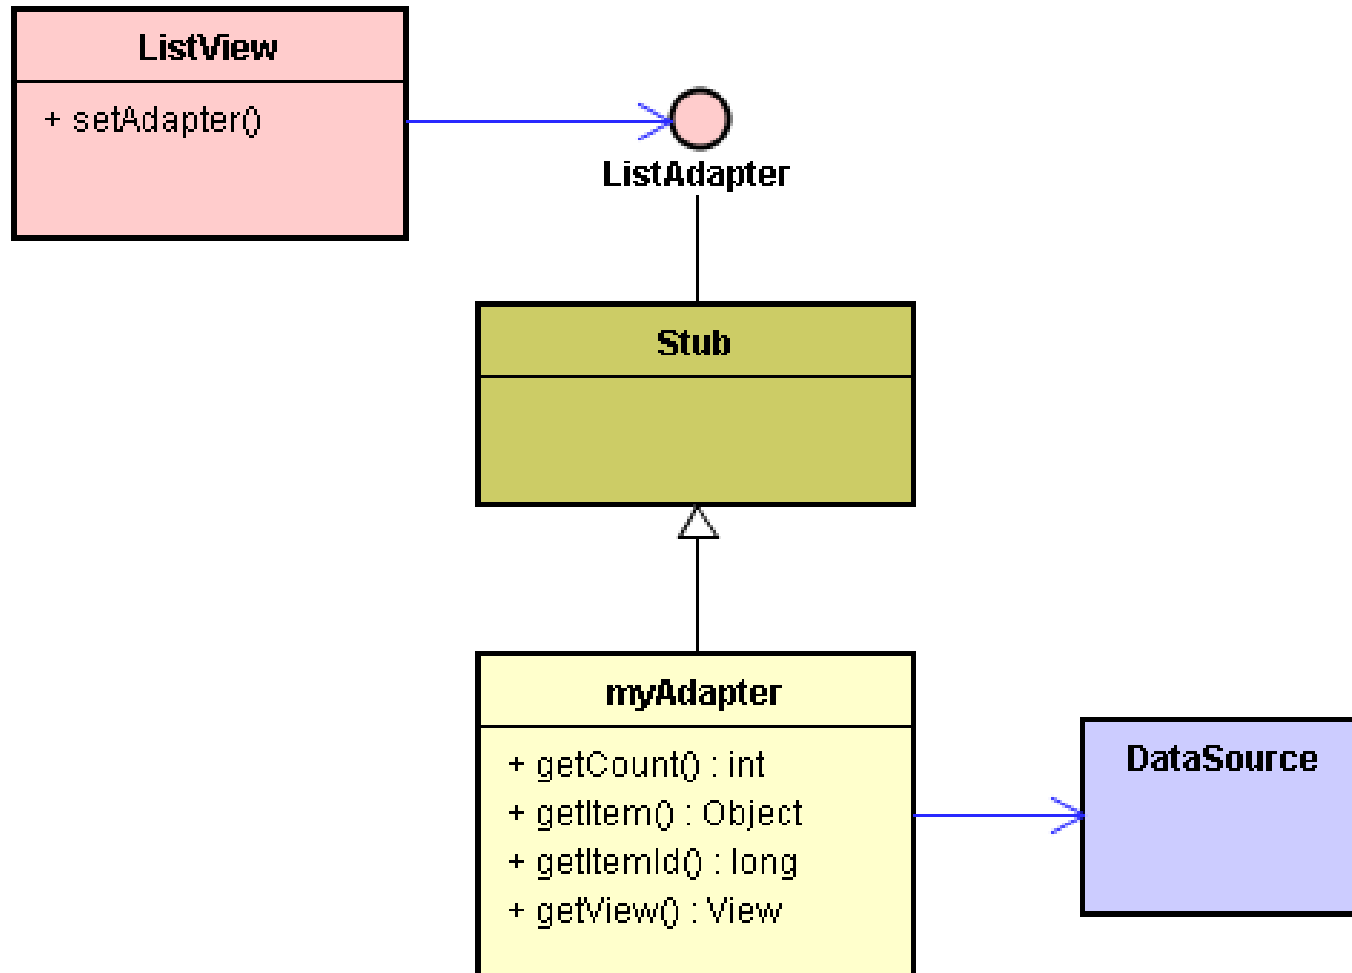 ListView
+ setAdapter()
ListAdapter
Stub
myAdapter
+ getCount() : int
+ getItem() : Object
+ getItemId() : long
+ getView() : View
DataSource